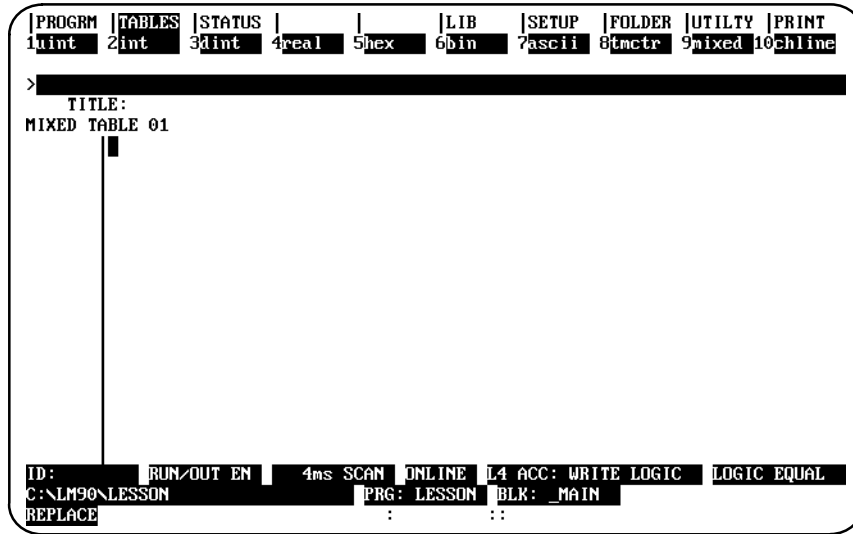 |PROGRM |TABLES |STATUS | | |LIB |SETUP |FOLDER |UTILTY |PRINT
1uint 2int 3dint 4real 5hex 6bin 7ascii 8tmctr 9mixed 10chline
>
TITLE:
MIXED TABLE 01
ID: RUN/OUT EN 4ms SCAN ONLINE L4 ACC: WRITE LOGIC LOGIC EQUAL
C:\LM90\LESSON PRG: LESSON BLK: _MAIN
REPLACE : ::